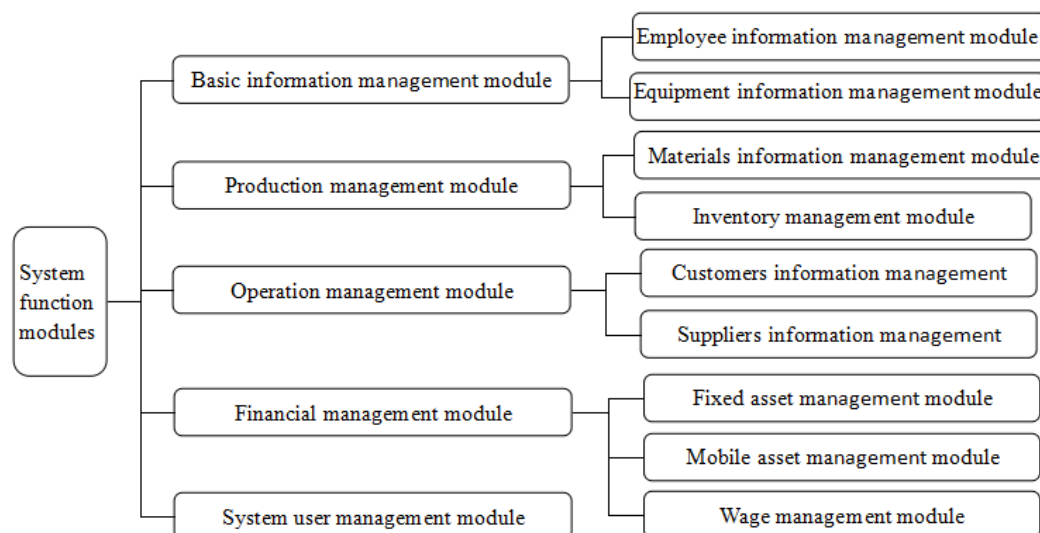 Employee information management module
Basic information management module
Equipment information management module
Materials information management module
Production management module
Inventory management module
System
function
modules
Customers information management
Operation management module
Suppliers information management
Fixed asset management module
Financial management module
Mobile asset management module
System user management module
Wage management module